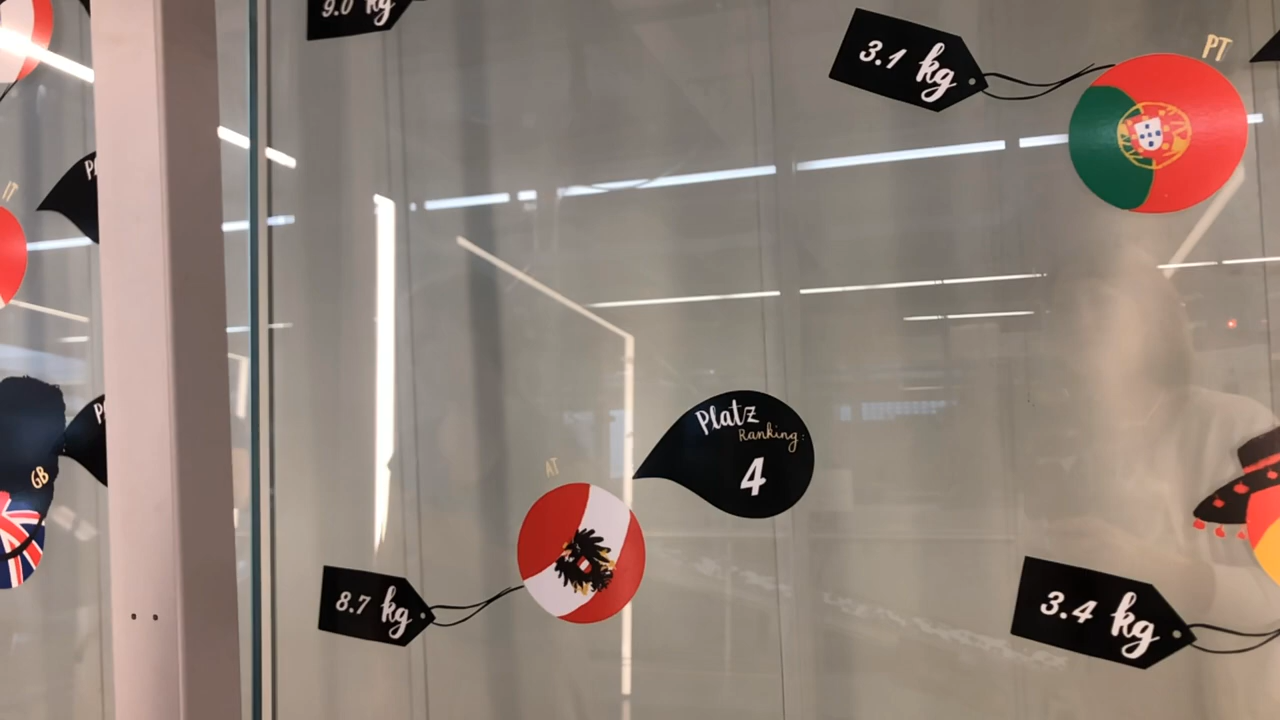 9.0 kg
3.1 kg
PT
IT
GB
Platz
Ranking:
4
AT
8.7 kg
3.4 kg